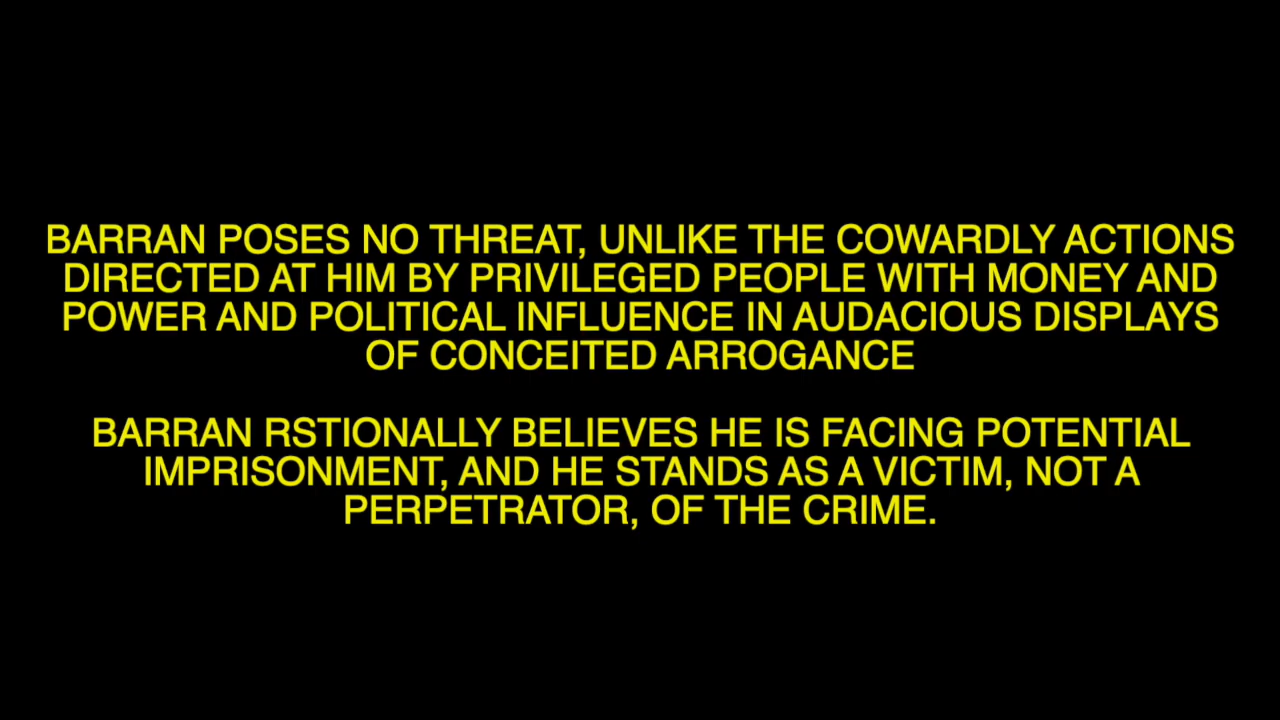 BARRAN POSES NO THREAT, UNLIKE THE COWARDLY ACTIONS
DIRECTED AT HIM BY PRIVILEGED PEOPLE WITH MONEY AND
POWER AND POLITICAL INFLUENCE IN AUDACIOUS DISPLAYS
OF CONCEITED ARROGANCE
BARRAN RSTIONALLY BELIEVES HE IS FACING POTENTIAL
IMPRISONMENT, AND HE STANDS AS A VICTIM, NOT A
PERPETRATOR, OF THE CRIME.